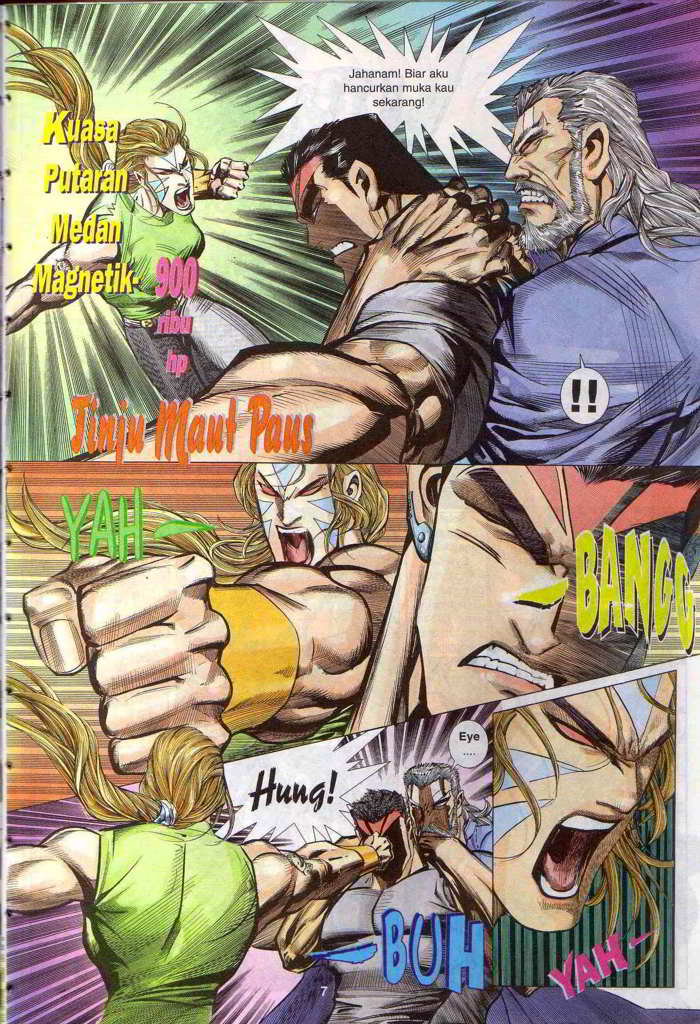 Jahanam! Biar aku
hancurkan muka kau
sekarang!
Kuasa
Putaran
Medan
Magnetik-
900
ribu
hp
!!
Tinju Maut Paus
YAH
BANGG
Eye
....
Hung!
BUH
YAH
7